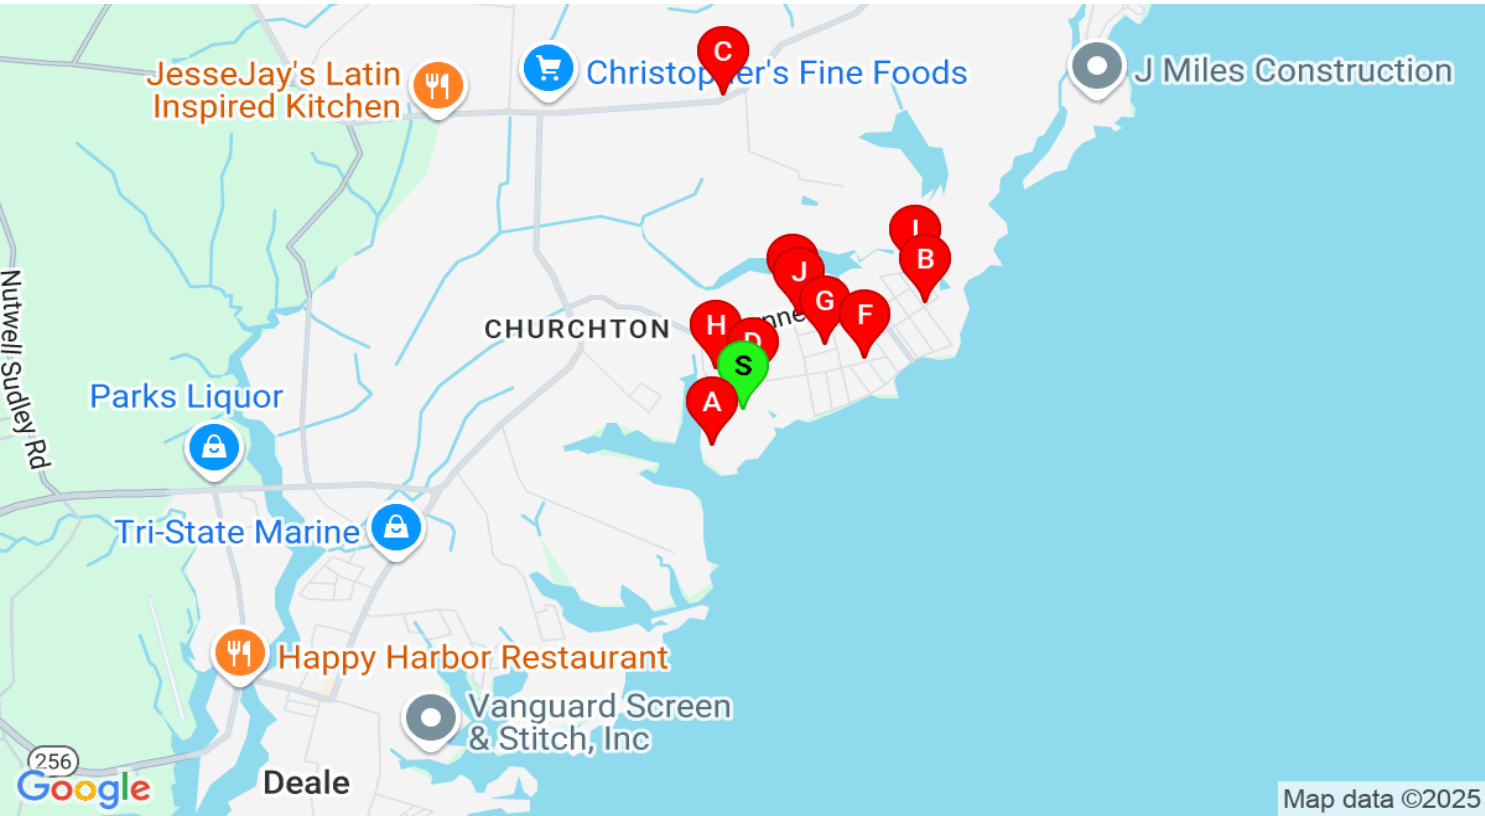 C
JesseJay's Latin
Inspired Kitchen
Christopher's Fine Foods
J Miles Construction
I
B
J
G
F
H
D
CHURCHTON
S
A
Nutwell Sudley Rd
Parks Liquor
Tri-State Marine
Happy Harbor Restaurant
Vanguard Screen
& Stitch, Inc
256
Google
Deale
Map data ©2025